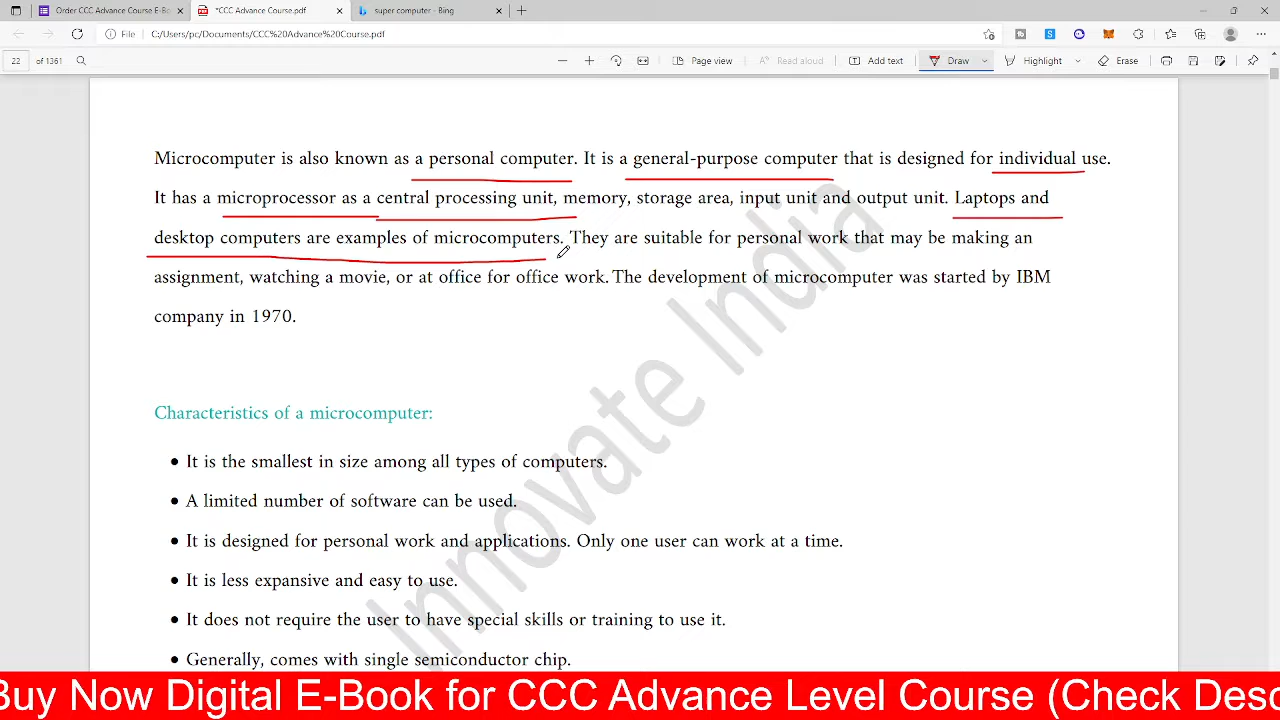 Order CCC Advance Course E-B
*CCC Advance Course.pdf
super computer - Bing
File
C:/Users/pc/Documents/CCC%20Advance%20Course.pdf
22 of 1361
Page view
Read aloud
Add text
Draw
Highlight
Erase
Microcomputer is also known as a personal computer. It is a general-purpose computer that is designed for individual use.
It has a microprocessor as a central processing unit, memory, storage area, input unit and output unit. Laptops and
desktop computers are examples of microcomputers. They are suitable for personal work that may be making an
assignment, watching a movie, or at office for office work. The development of microcomputer was started by IBM
company in 1970.
Characteristics of a microcomputer:
• It is the smallest in size among all types of computers.
• A limited number of software can be used.
• It is designed for personal work and applications. Only one user can work at a time.
• It is less expansive and easy to use.
• It does not require the user to have special skills or training to use it.
• Generally, comes with single semiconductor chip.
Innovate India
Buy Now Digital E-Book for CCC Advance Level Course (Check Desc